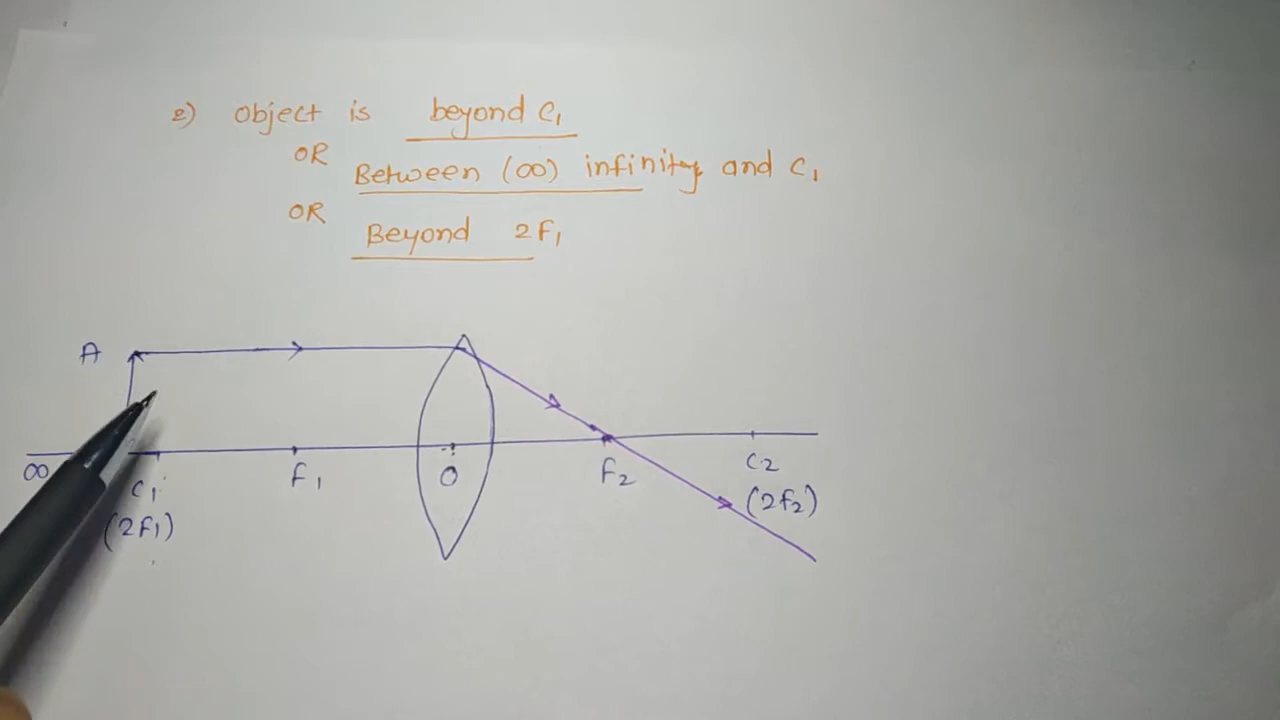 2) Object is beyond C₁
OR
Between (∞) infinity and C₁
OR
Beyond 2F₁
A
∞ C₁ F₁ O F₂ C₂
(2F₁) (2F₂)